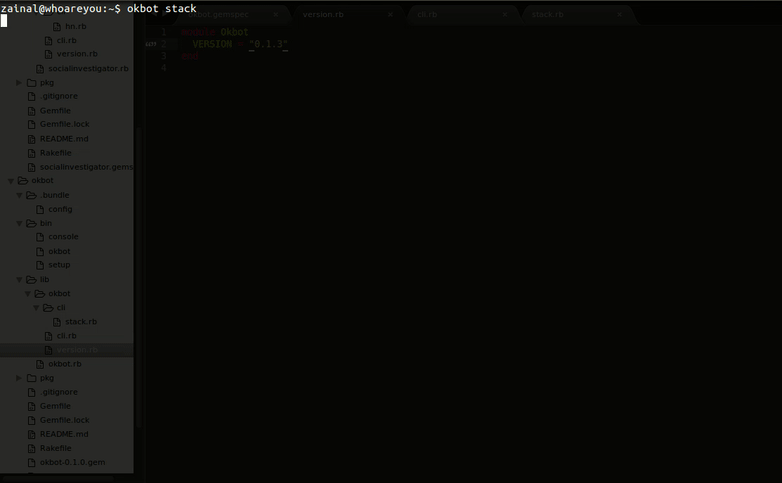 zainal@whoareyou:~$ okbot stack
okbot.gemspec × version.rb × cli.rb × stack.rb ×
hn.rb
cli.rb
version.rb
socialinvestigator.rb
pkg
.gitignore
Gemfile
Gemfile.lock
README.md
Rakefile
socialinvestigator.gems
okbot
.bundle
config
bin
console
okbot
setup
lib
okbot
cli
stack.rb
cli.rb
version.rb
okbot.rb
pkg
.gitignore
Gemfile
Gemfile.lock
README.md
Rakefile
okbot-0.1.0.gem
1 module Okbot
2 VERSION = "0.1.3"
3 end
4